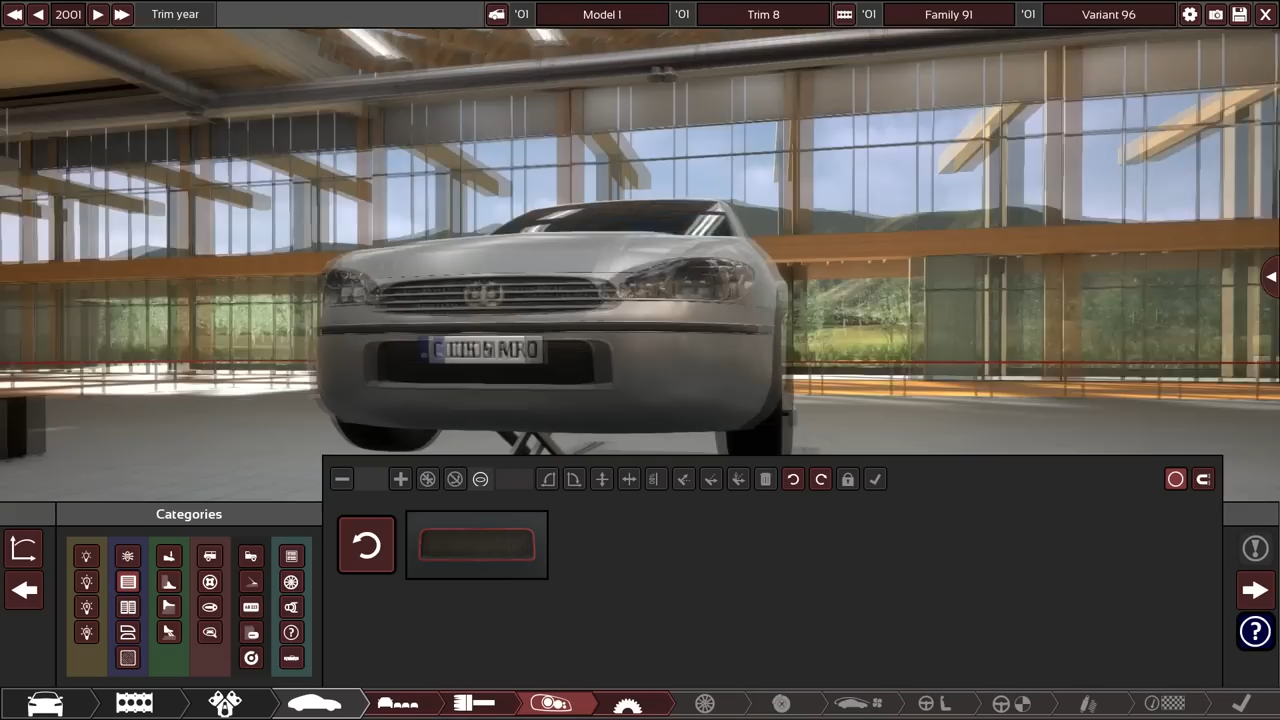 2001 Trim year '01 Model I '01 Trim 8 '01 Family 91 '01 Variant 96
Categories